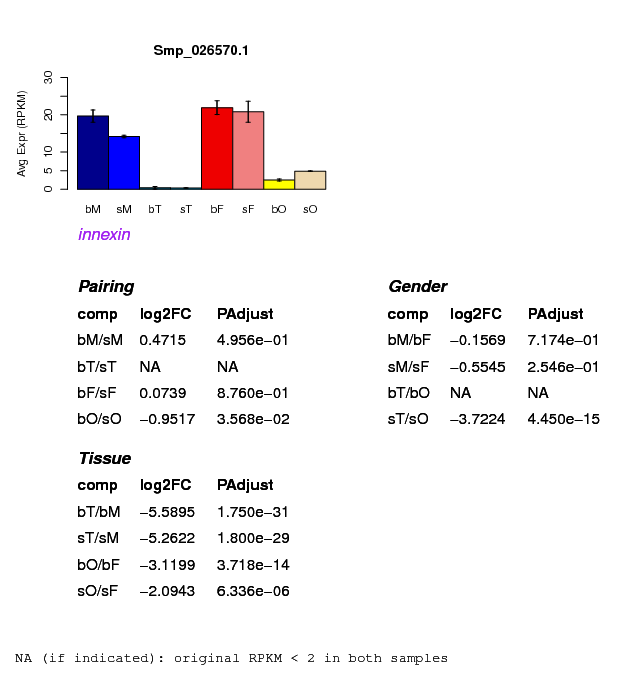 Smp_026570.1
Avg Expr (RPKM)
30
20
10
5
0
bM sM bT sT bF sF bO sO
innexin
Pairing
comp log2FC PAdjust
bM/sM 0.4715 4.956e−01
bT/sT NA NA
bF/sF 0.0739 8.760e−01
bO/sO −0.9517 3.568e−02
Gender
comp log2FC PAdjust
bM/bF −0.1569 7.174e−01
sM/sF −0.5545 2.546e−01
bT/bO NA NA
sT/sO −3.7224 4.450e−15
Tissue
comp log2FC PAdjust
bT/bM −5.5895 1.750e−31
sT/sM −5.2622 1.800e−29
bO/bF −3.1199 3.718e−14
sO/sF −2.0943 6.336e−06
NA (if indicated): original RPKM < 2 in both samples